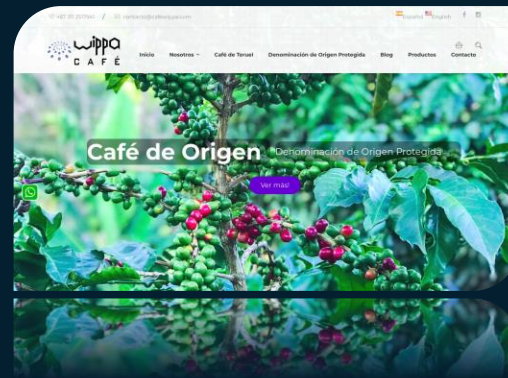 Español English
wippa
CAFÉ
Inicio Nosotros Café de Teruel Denominación de Origen Protegida Blog Productos Contacto
Café de Origen Denominación de Origen Protegida
Ver más!